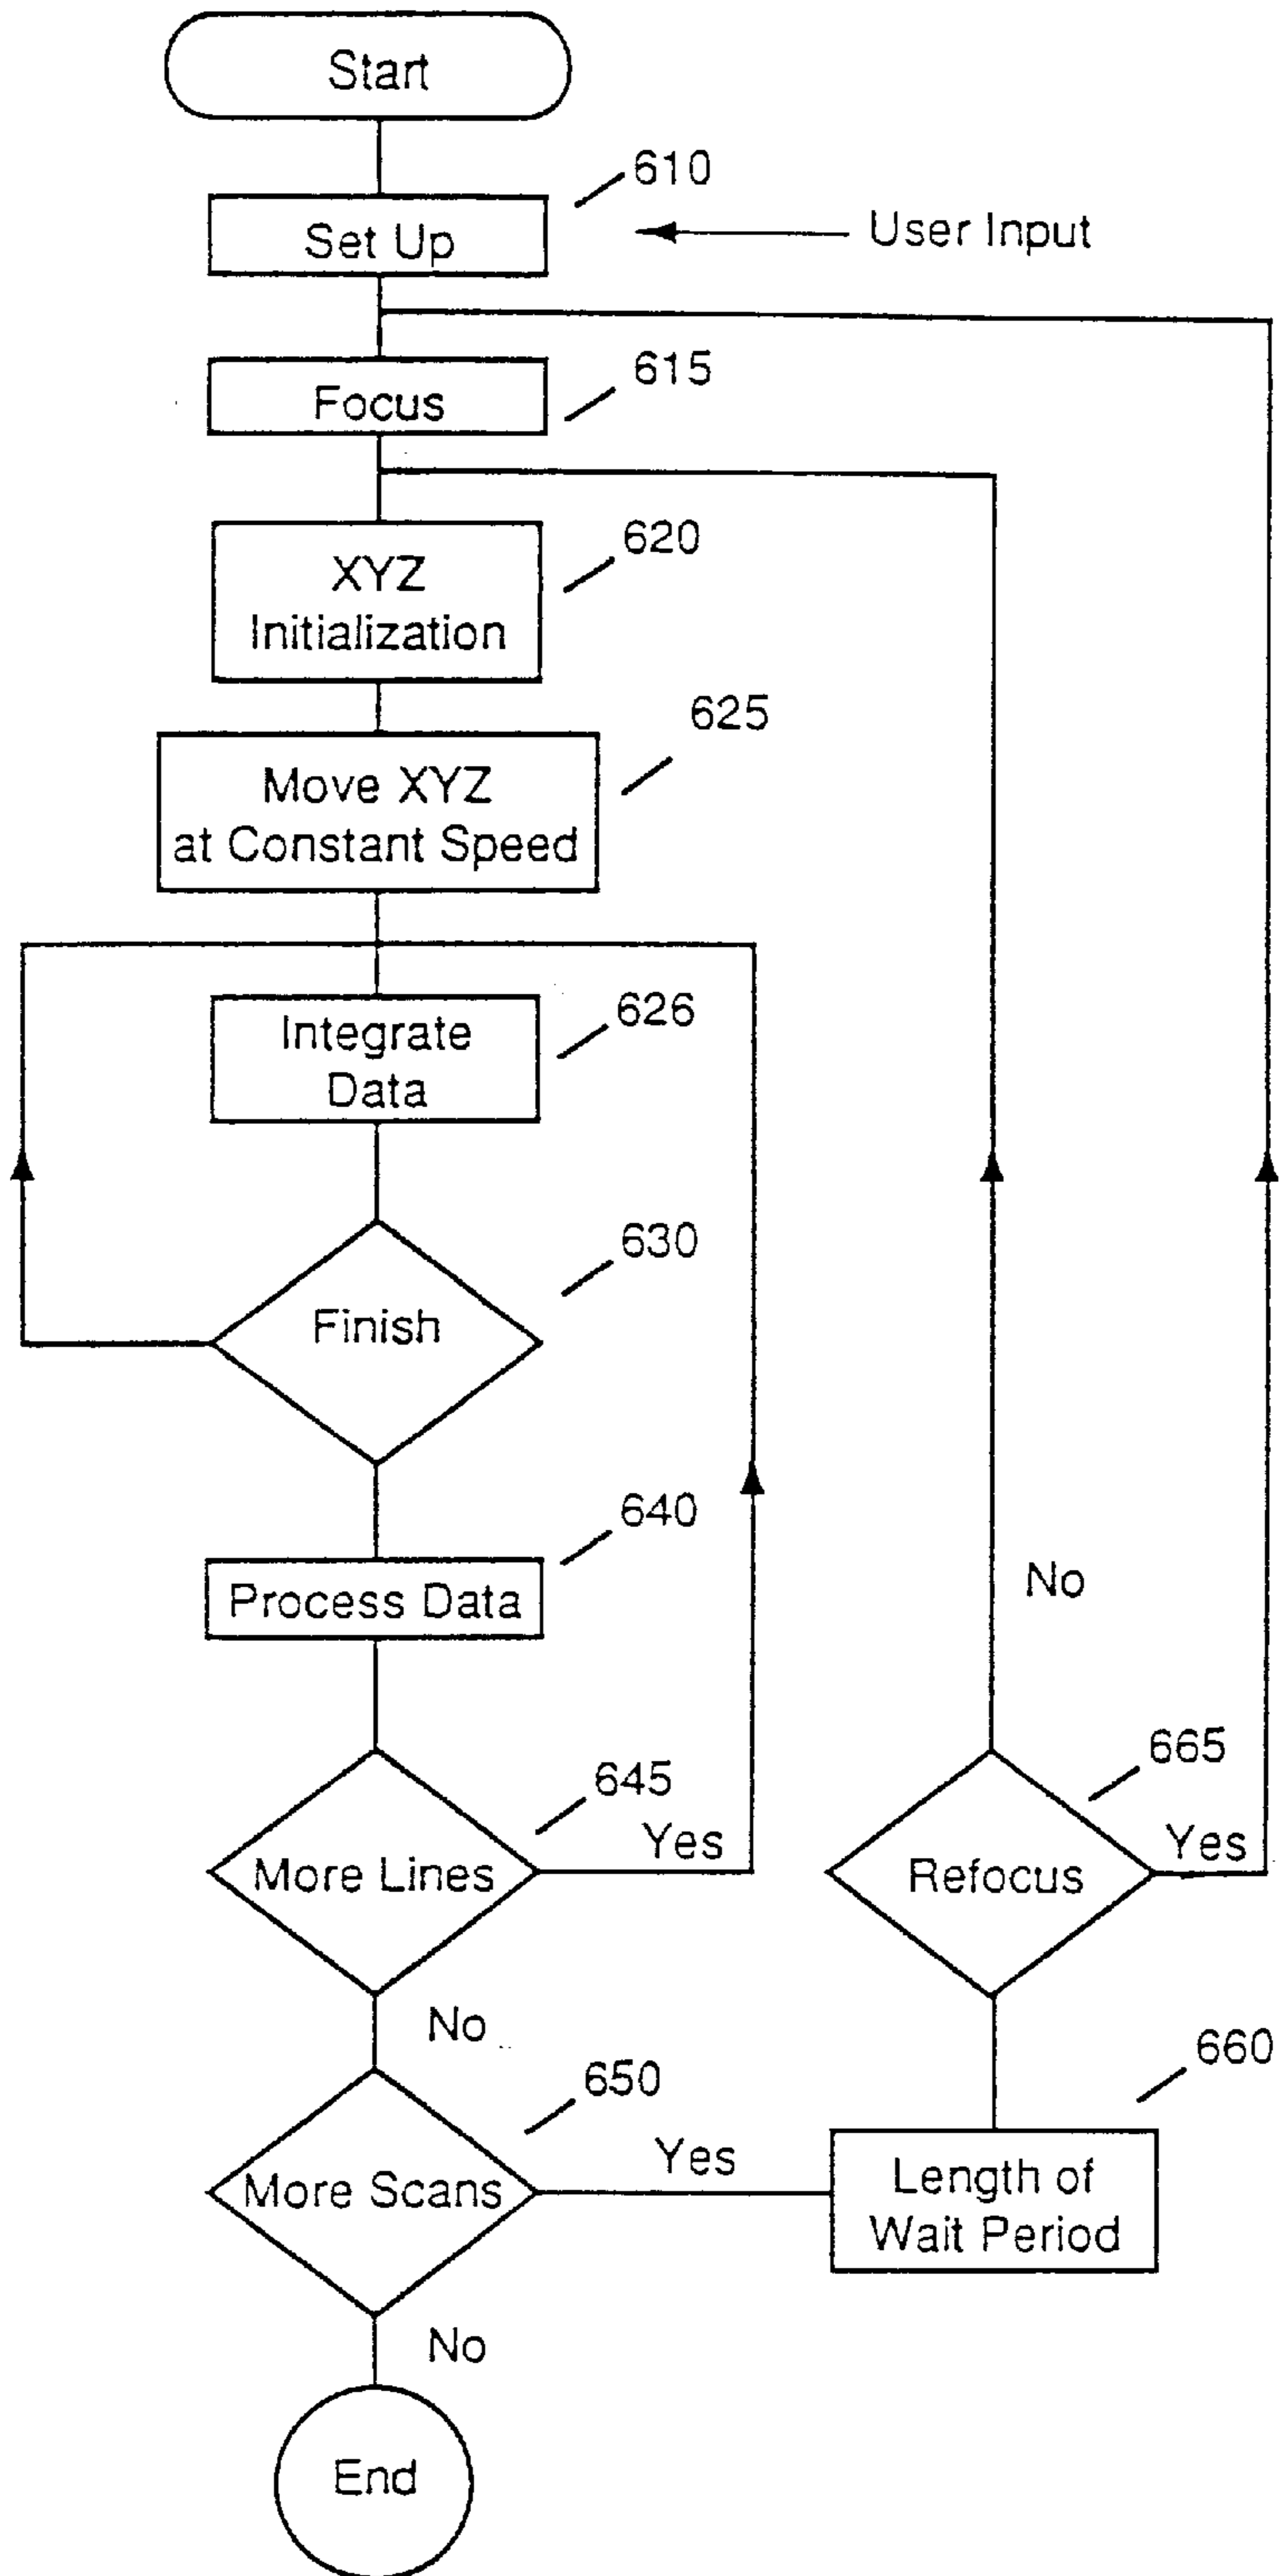 Start
610
Set Up
User Input
615
Focus
620
XYZ
Initialization
625
Move XYZ
at Constant Speed
626
Integrate
Data
630
Finish
640
Process Data
No
645
More Lines
Yes
665
Refocus
Yes
No
650
More Scans
Yes
660
Length of
Wait Period
No
End